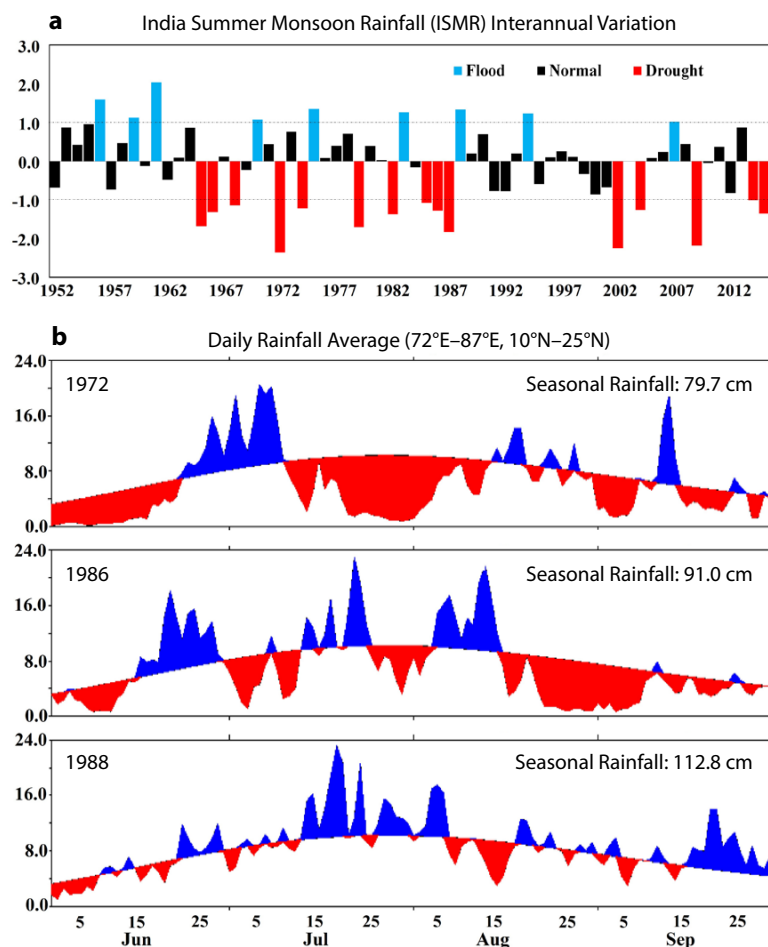 a India Summer Monsoon Rainfall (ISMR) Interannual Variation
3.0
2.0
1.0
0.0
-1.0
-2.0
-3.0
Flood Normal Drought
1952 1957 1962 1967 1972 1977 1982 1987 1992 1997 2002 2007 2012
b Daily Rainfall Average (72°E–87°E, 10°N–25°N)
24.0
16.0
8.0
0.0
1972 Seasonal Rainfall: 79.7 cm
24.0
16.0
8.0
0.0
1986 Seasonal Rainfall: 91.0 cm
24.0
16.0
8.0
0.0
1988 Seasonal Rainfall: 112.8 cm
5 15 25 5 15 25 5 15 25 5 15 25
Jun Jul Aug Sep